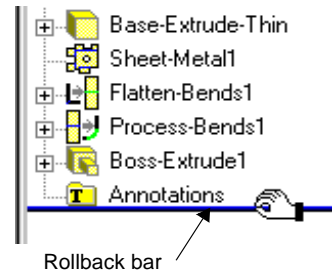 Base-Extrude-Thin
Sheet-Metal1
Flatten-Bends1
Process-Bends1
Boss-Extrude1
T Annotations
Rollback bar